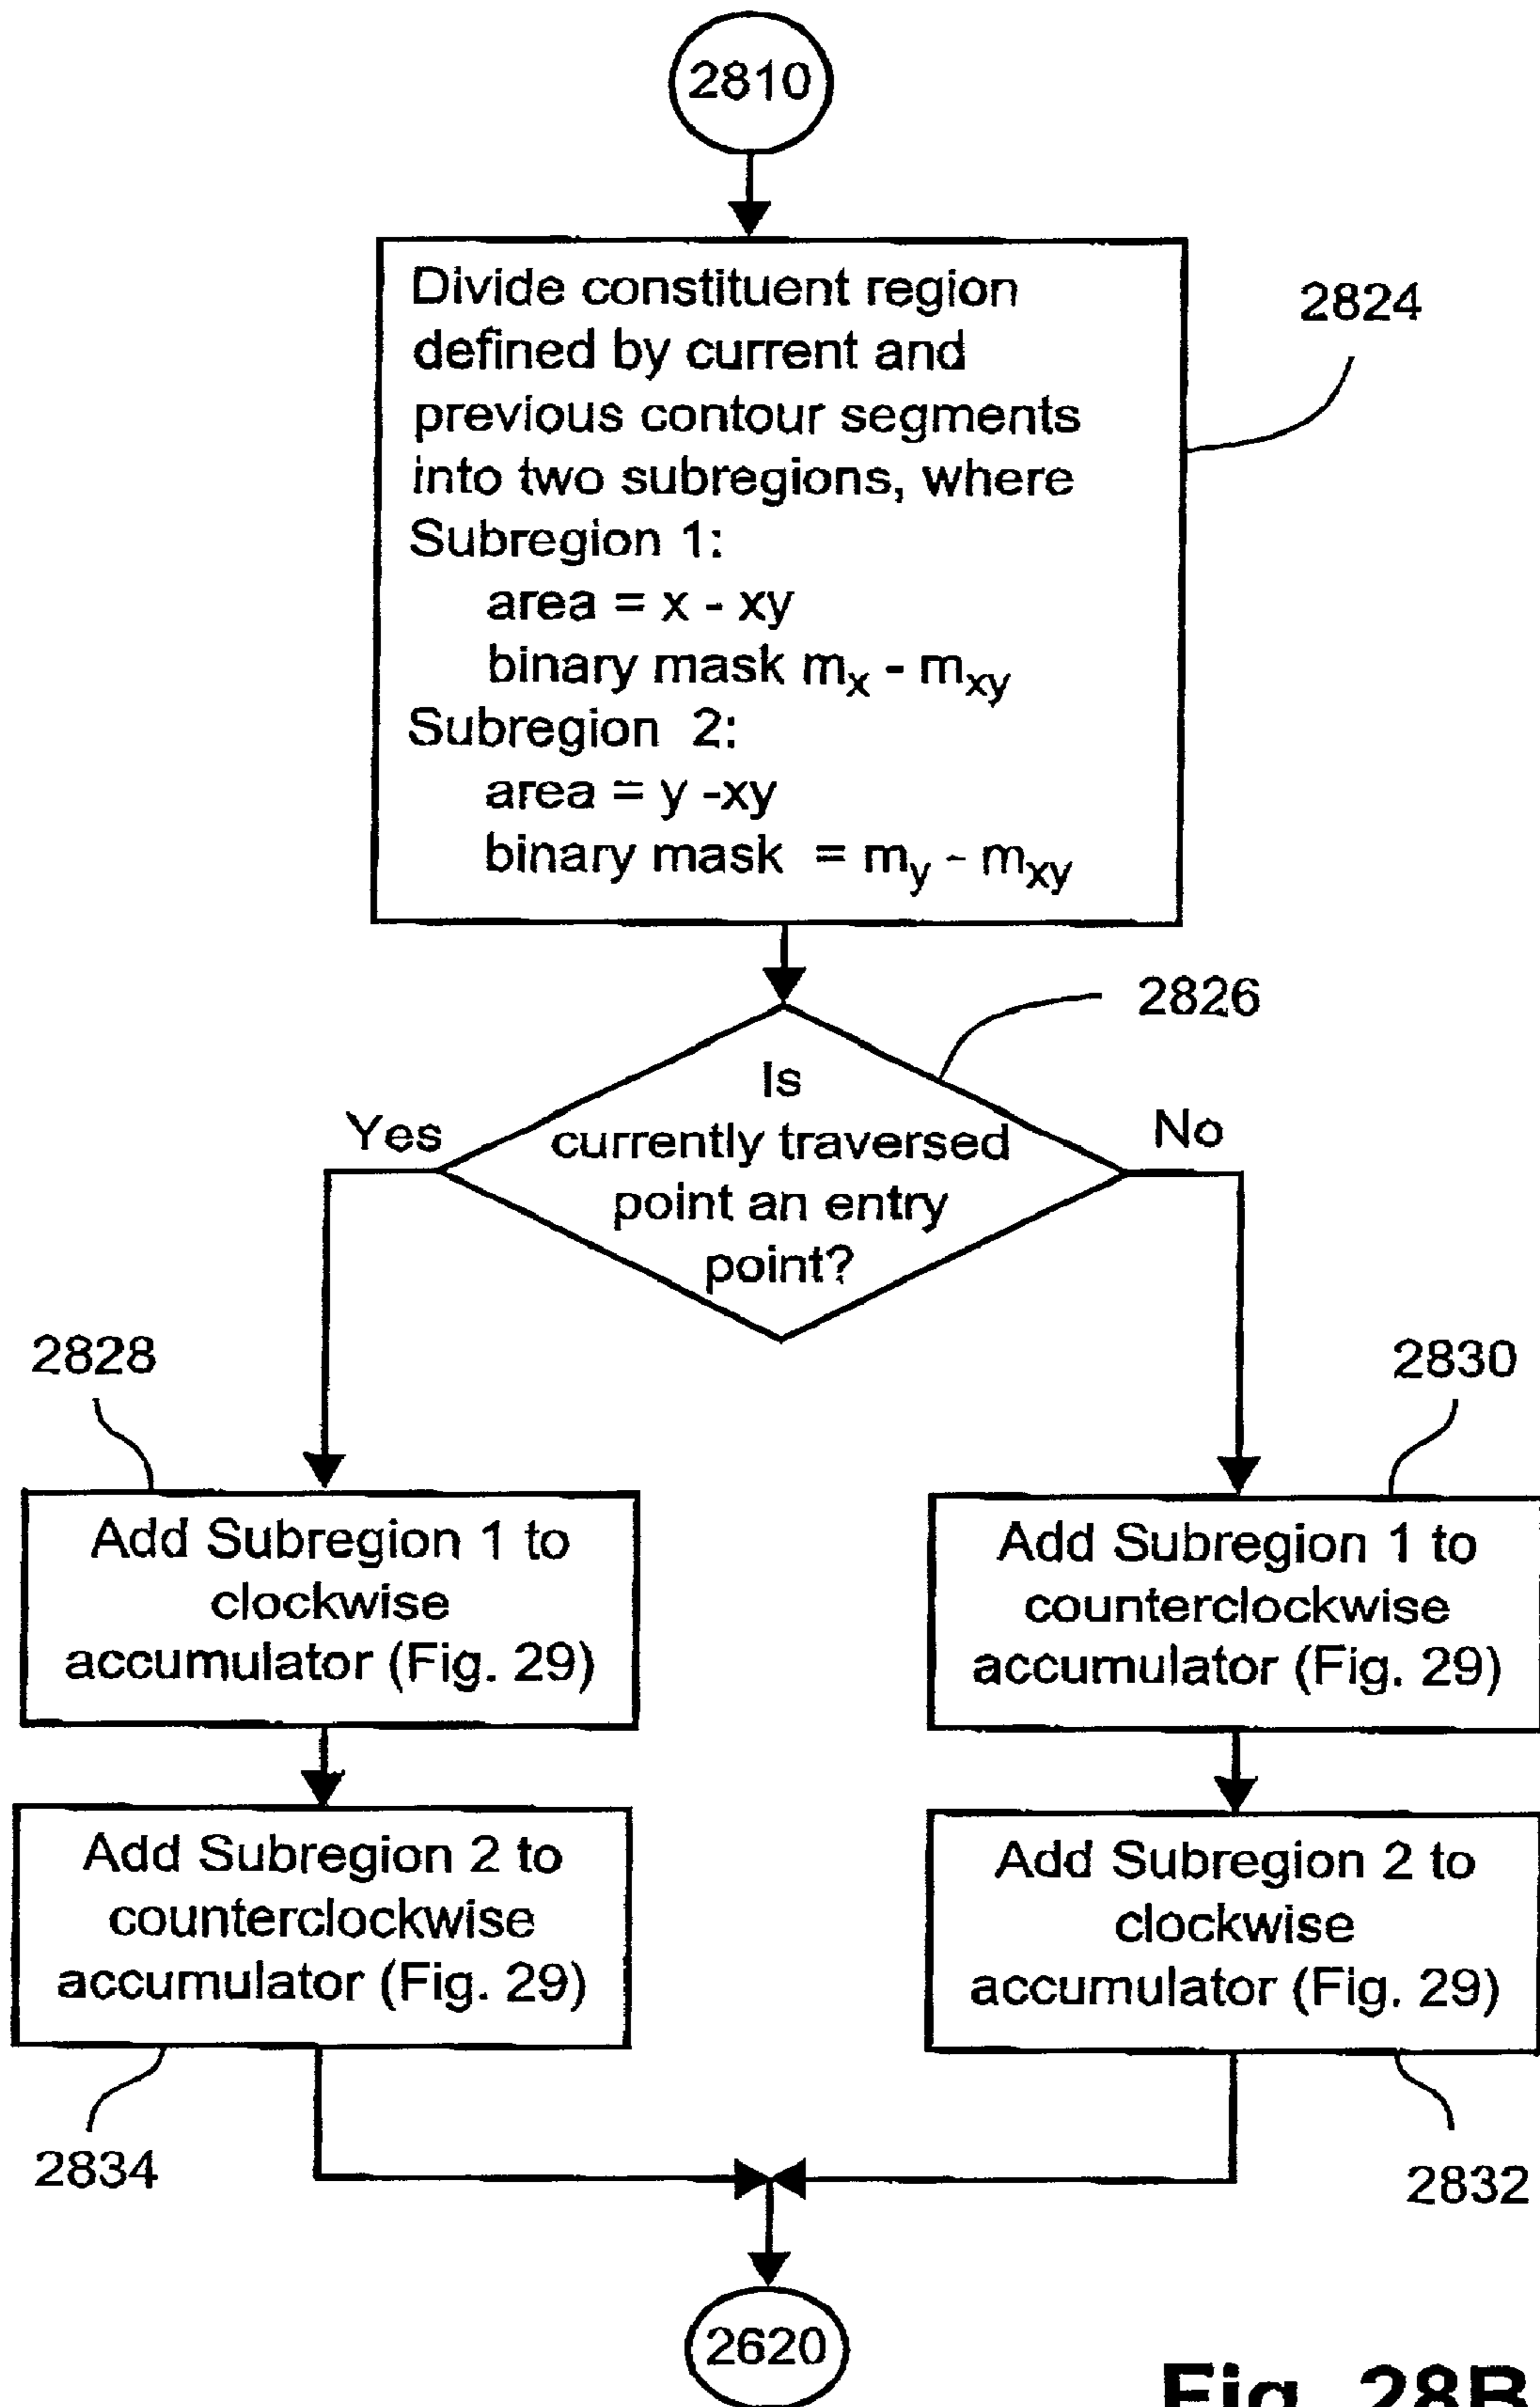 2810
Divide constituent region
defined by current and
previous contour segments
into two subregions, where
Subregion 1:
area = x - xy
binary mask mx - mxy
Subregion 2:
area = y -xy
binary mask = my - mxy
2824
2826
Is
currently traversed
point an entry
point?
Yes
No
2828
2830
Add Subregion 1 to
clockwise
accumulator (Fig. 29)
Add Subregion 1 to
counterclockwise
accumulator (Fig. 29)
Add Subregion 2 to
counterclockwise
accumulator (Fig. 29)
Add Subregion 2 to
clockwise
accumulator (Fig. 29)
2834
2832
2620
Fig. 28B